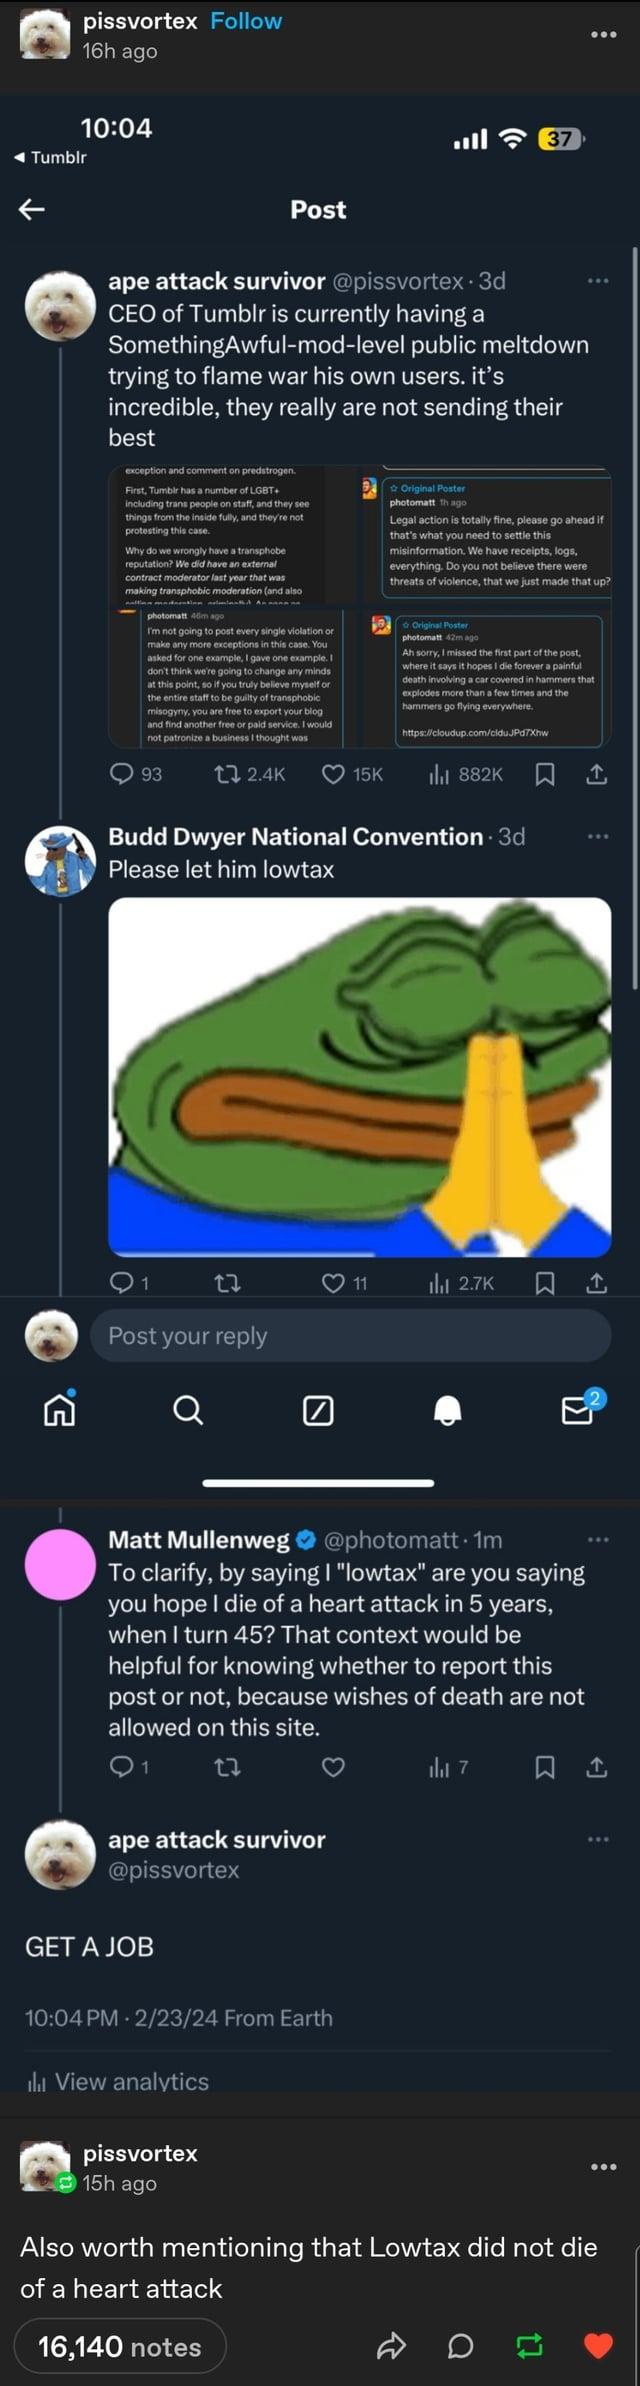 pissvortex Follow
16h ago
10:04
37
◄ Tumblr
Post
ape attack survivor @pissvortex · 3d
CEO of Tumblr is currently having a
SomethingAwful-mod-level public meltdown
trying to flame war his own users. it's
incredible, they really are not sending their
best
exception and comment on predstrogen.
First, Tumblr has a number of LGBT+
including trans people on staff, and they see
things from the inside fully, and they're not
protesting this case.
Why do we wrongly have a transphobe
reputation? We did have an external
contract moderator last year that was
making transphobic moderation (and also
☆ Original Poster
photomatt 1h ago
Legal action is totally fine, please go ahead if
that's what you need to settle this
misinformation. We have receipts, logs,
everything. Do you not believe there were
threats of violence, that we just made that up?
photomatt 46m ago
I'm not going to post every single violation or
make any more exceptions in this case. You
asked for one example, I gave one example. I
don't think we're going to change any minds
at this point, so if you truly believe myself or
the entire staff to be guilty of transphobic
misogyny, you are free to export your blog
and find another free or paid service. I would
not patronize a business I thought was
☆ Original Poster
photomatt 42m ago
Ah sorry, I missed the first part of the post,
where it says it hopes I die forever a painful
death involving a car covered in hammers that
explodes more than a few times and the
hammers go flying everywhere.
https://cloudup.com/clduJPd7Xhw
93 2.4K 15K 882K
Budd Dwyer National Convention · 3d
Please let him lowtax
1 11 2.7K
Post your reply
2
Matt Mullenweg @photomatt · 1m
To clarify, by saying I "lowtax" are you saying
you hope I die of a heart attack in 5 years,
when I turn 45? That context would be
helpful for knowing whether to report this
post or not, because wishes of death are not
allowed on this site.
1 7
ape attack survivor
@pissvortex
GET A JOB
10:04 PM · 2/23/24 From Earth
View analytics
pissvortex
15h ago
Also worth mentioning that Lowtax did not die
of a heart attack
16,140 notes